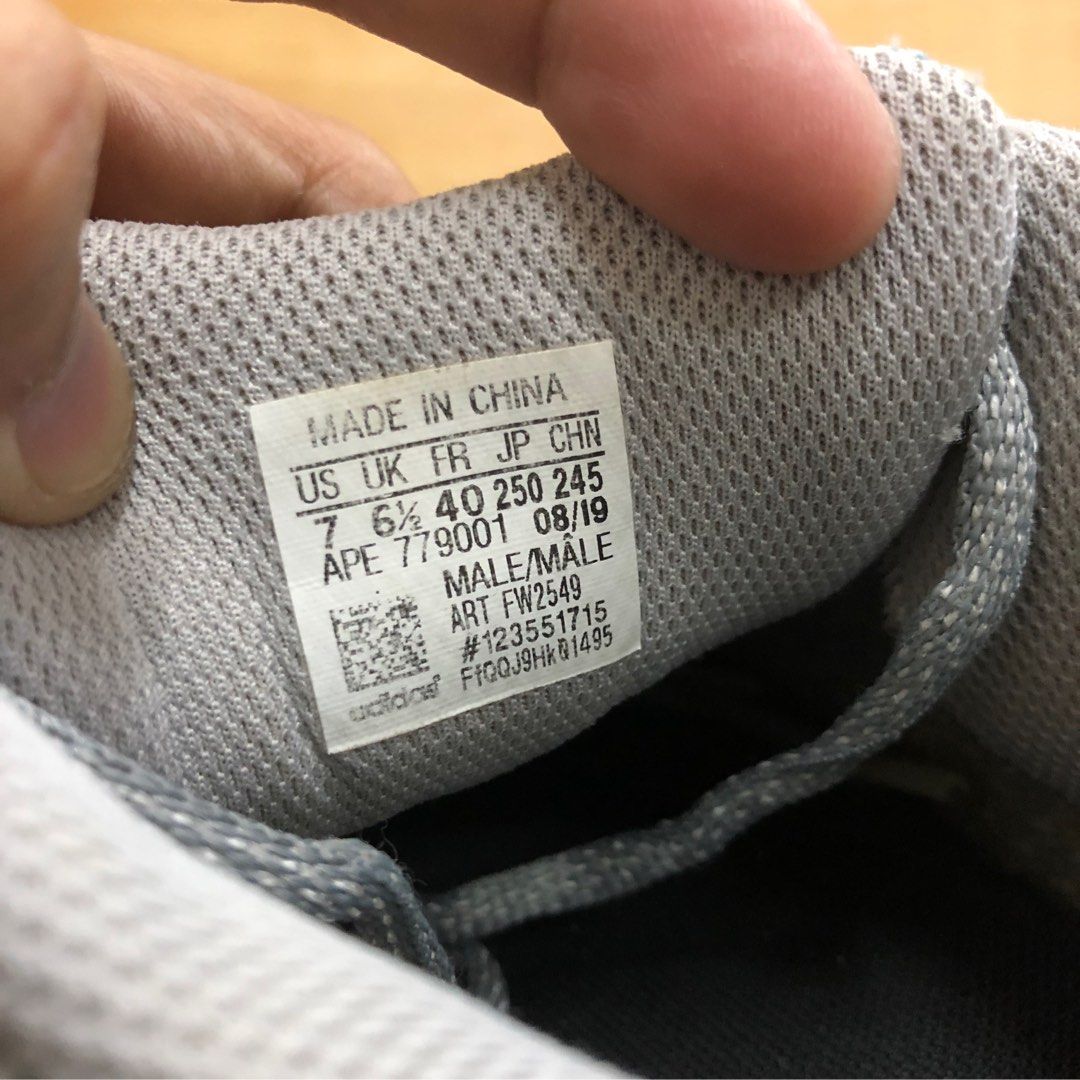 MADE IN CHINA
US UK FR JP CHN
7 6½ 40 250 245
APE 779001 08/19
MALE/MÂLE
ART FW2549
#123551715
FfQQJ9HkQ1495
adidas